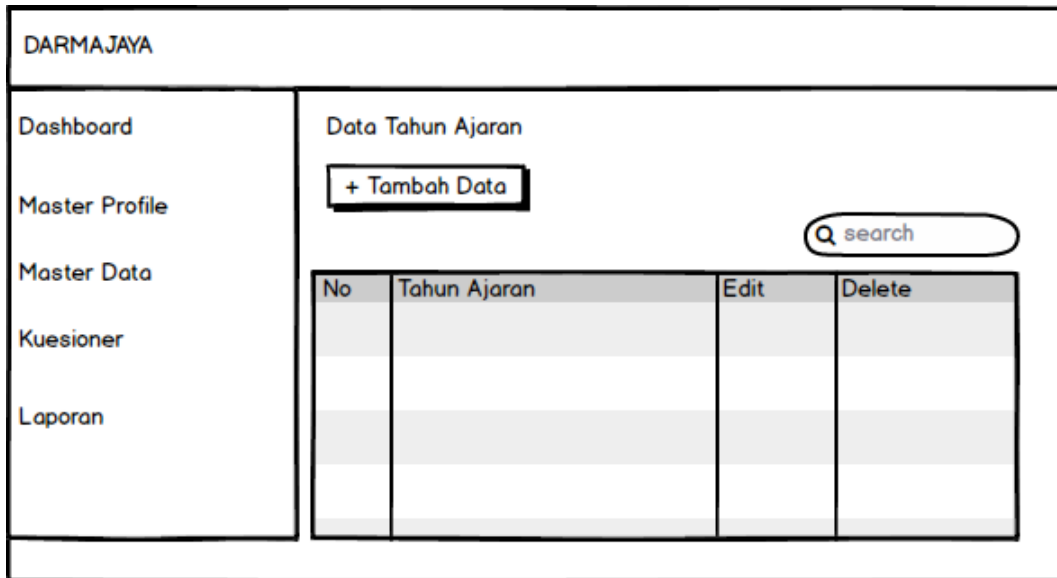 DARMAJAYA
Dashboard
Master Profile
Master Data
Kuesioner
Laporan
Data Tahun Ajaran
+ Tambah Data
search
No Tahun Ajaran Edit Delete